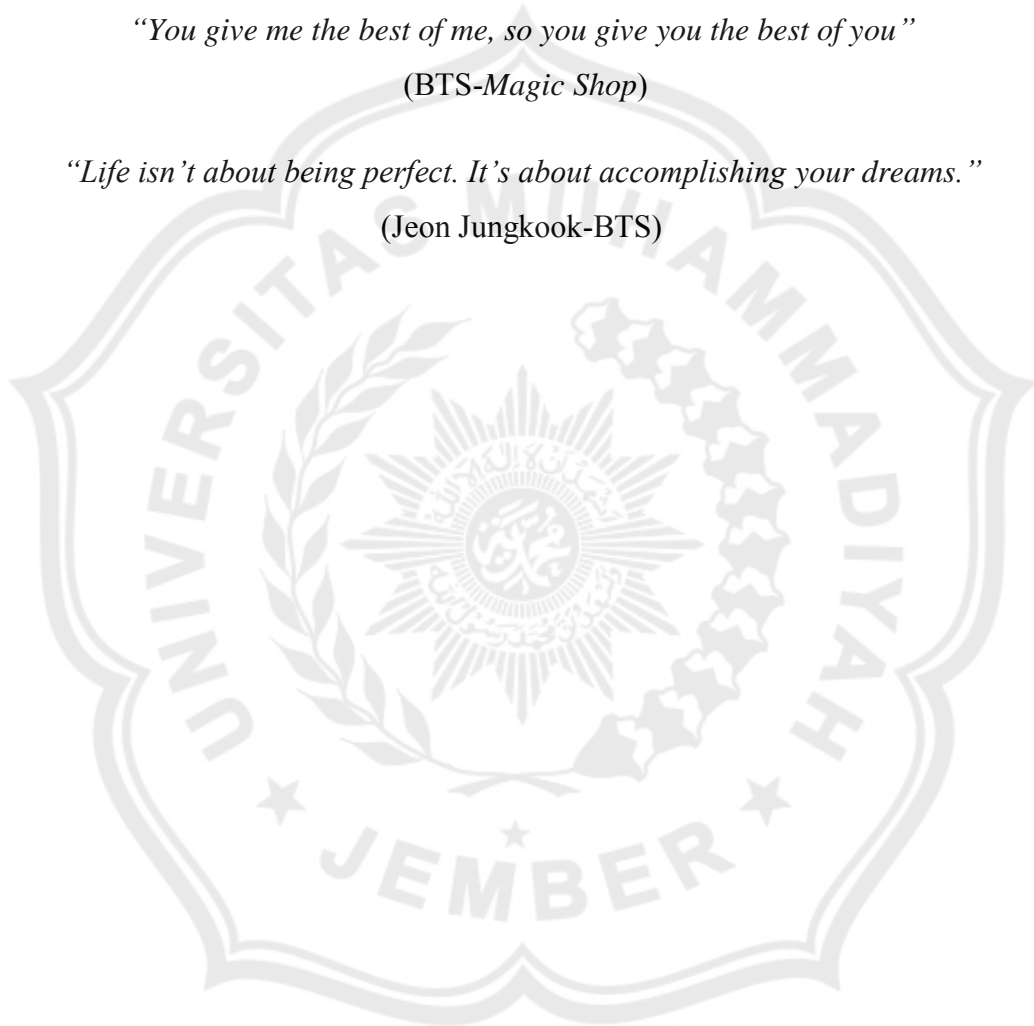 “You give me the best of me, so you give you the best of you”
(BTS-Magic Shop)
“Life isn’t about being perfect. It’s about accomplishing your dreams.”
(Jeon Jungkook-BTS)
UNIVERSITAS MUHAMMADIYAH
JEMBER